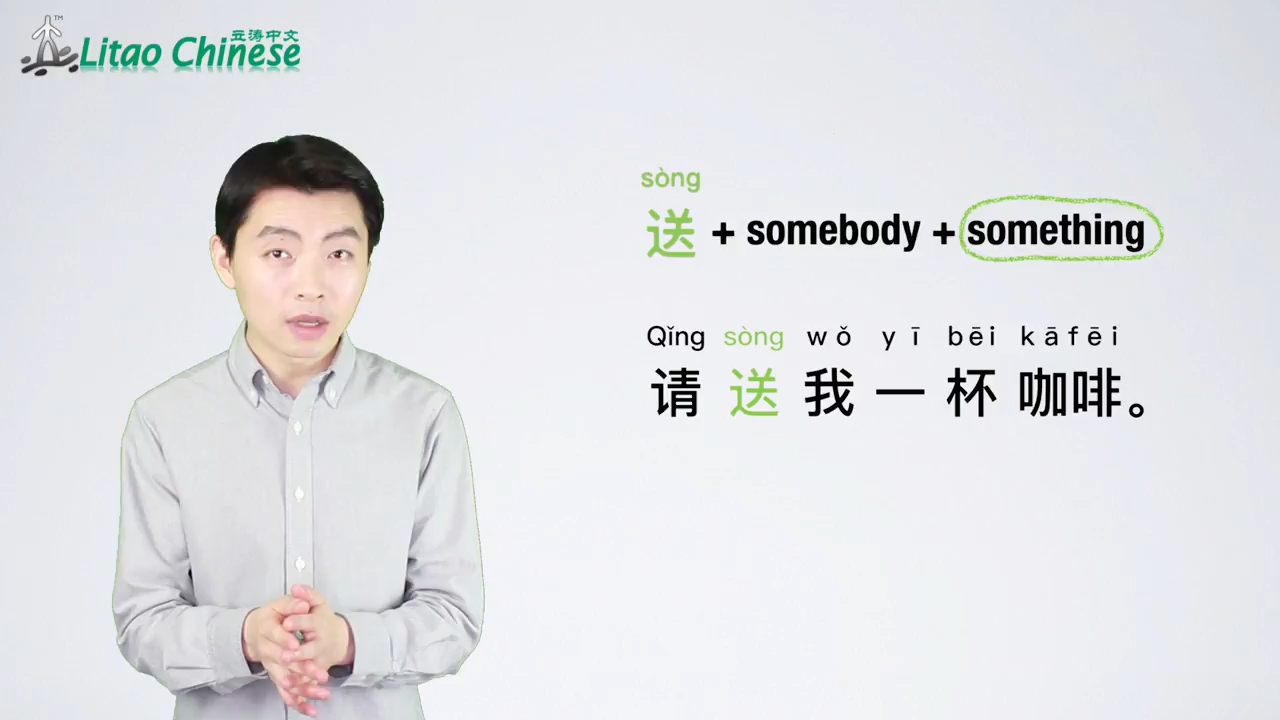 立涛中文
Litao Chinese
TM
sòng
送 + somebody + something
Qǐng sòng wǒ yī bēi kāfēi
请 送 我 一 杯 咖啡。